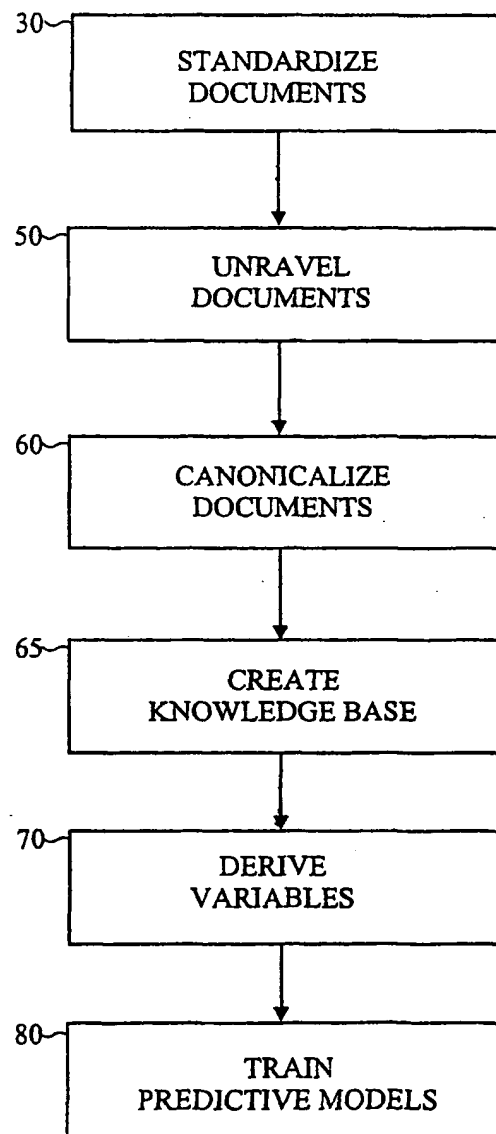 30
STANDARDIZE
DOCUMENTS
50
UNRAVEL
DOCUMENTS
60
CANONICALIZE
DOCUMENTS
65
CREATE
KNOWLEDGE BASE
70
DERIVE
VARIABLES
80
TRAIN
PREDICTIVE MODELS